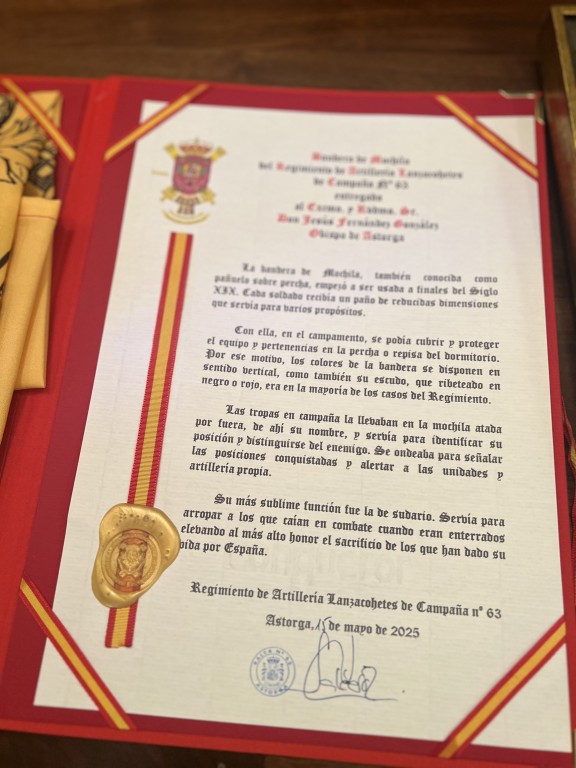 Bandera de Mochila
del Regimiento de Artillería Lanzacohetes
de Campaña Nº 63
entregada
al Excmo. y Rvdmo. Sr.
Don Jesús Fernández González
Obispo de Astorga
La bandera de Mochila, también conocida como
pañuelo sobre percha, empezó a ser usada a finales del Siglo
XIX. Cada soldado recibía un paño de reducidas dimensiones
que servía para varios propósitos.
Con ella, en el campamento, se podía cubrir y proteger
el equipo y pertenencias en la percha o repisa del dormitorio.
Por ese motivo, los colores de la bandera se disponen en
sentido vertical, como también su escudo, que ribeteado en
negro o rojo, era en la mayoría de los casos del Regimiento.
Las tropas en campaña la llevaban en la mochila atada
por fuera, de ahí su nombre, y servía para identificar su
posición y distinguirse del enemigo. Se ondeaba para señalar
las posiciones conquistadas y alertar a las unidades y
artillería propia.
Su más sublime función fue la de sudario. Servía para
arropar a los que caían en combate cuando eran enterrados
elevando al más alto honor el sacrificio de los que han dado su
vida por España.
Regimiento de Artillería Lanzacohetes de Campaña nº 63
Astorga, 15 de mayo de 2025
RALCA Nº 63
ASTORGA